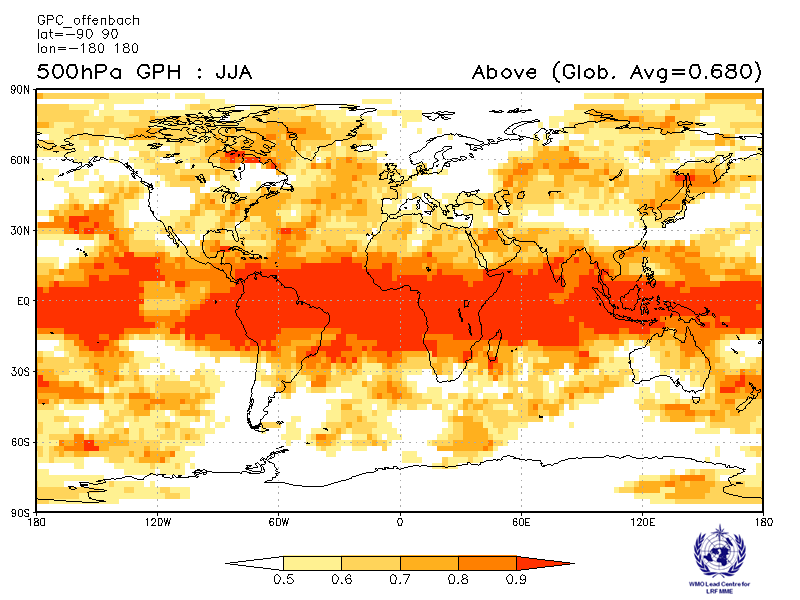 GPC_offenbach
lat=-90 90
lon=-180 180
500hPa GPH : JJA
Above (Glob. Avg=0.680)
90N
60N
30N
EQ
30S
60S
90S
180
120W
60W
0
60E
120E
180
0.5
0.6
0.7
0.8
0.9
WMO Lead Centre for
LRF MME